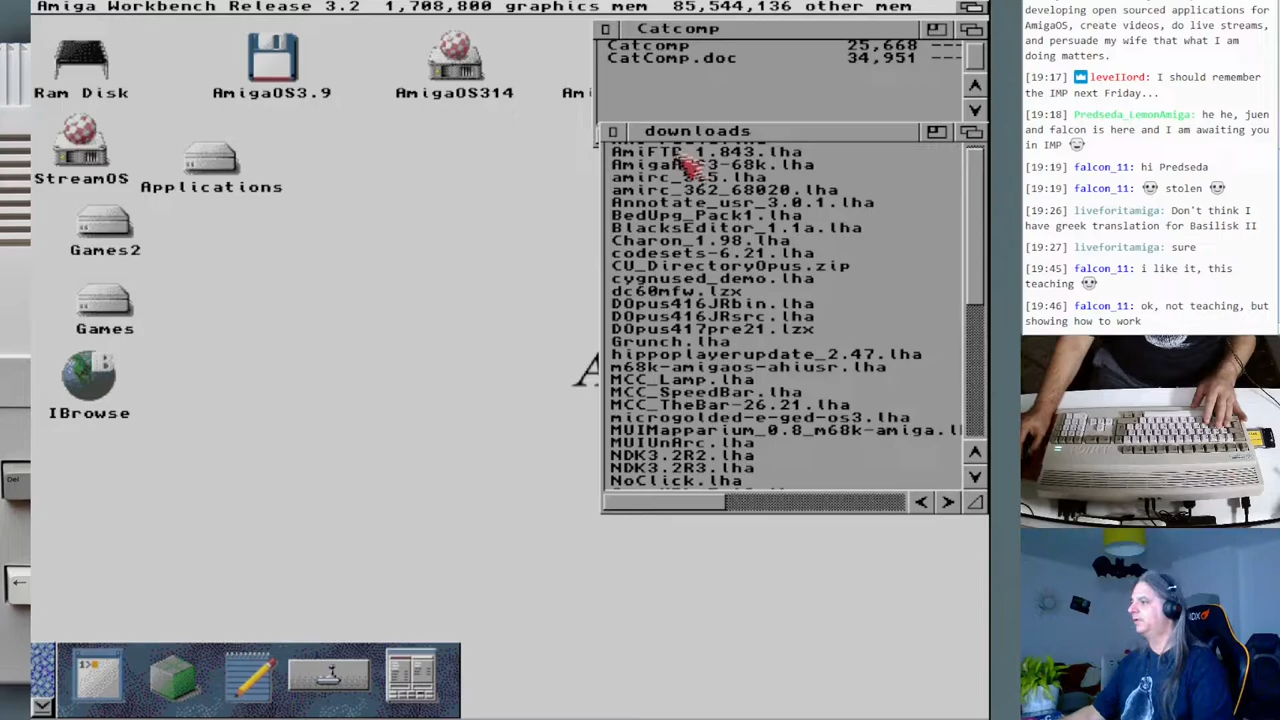 Amiga Workbench Release 3.2   1,708,800 graphics mem   85,544,136 other mem
Ram Disk
AmigaOS3.9
AmigaOS314
StreamOS
Applications
Games2
Games
IBrowse
Catcomp
Catcomp 25,668 ---
CatComp.doc 34,951 ---
downloads
AmiFTP_1.843.lha
amirc_362_68020.lha
Annotate_usr_3.0.1.lha
BedUpg_Pack1.lha
BlacksEditor_1.1a.lha
Charon_1.98.lha
codesets-6.21.lha
CU_DirectoryOpus.zip
cygnused_demo.lha
dc60mfw.lzx
DOpus416JRbin.lha
DOpus416JRsrc.lha
DOpus417pre21.lzx
Grunch.lha
hippoplayerupdate_2.47.lha
m68k-amigaos-ahiusr.lha
MCC_Lamp.lha
MCC_SpeedBar.lha
MCC_TheBar-26.21.lha
microgolded-e-ged-os3.lha
MUIMapparium_0.8_m68k-amiga.l
MUIUnArc.lha
NDK3.2R2.lha
NDK3.2R3.lha
NoClick.lha
1>
developing open sourced applications for
AmigaOS, create videos, do live streams,
and persuade my wife that what I am
doing matters.
[19:17] leveIIord: I should remember
the IMP next Friday...
[19:18] Predseda_LemonAmiga: he he, juen
and falcon is here and I am awaiting you
in IMP
[19:19] falcon_11: hi Predseda
[19:19] falcon_11: stolen
[19:26] liveforitamiga: Don't think I
have greek translation for Basilisk II
[19:27] liveforitamiga: sure
[19:45] falcon_11: i like it, this
teaching
[19:46] falcon_11: ok, not teaching, but
showing how to work
Del